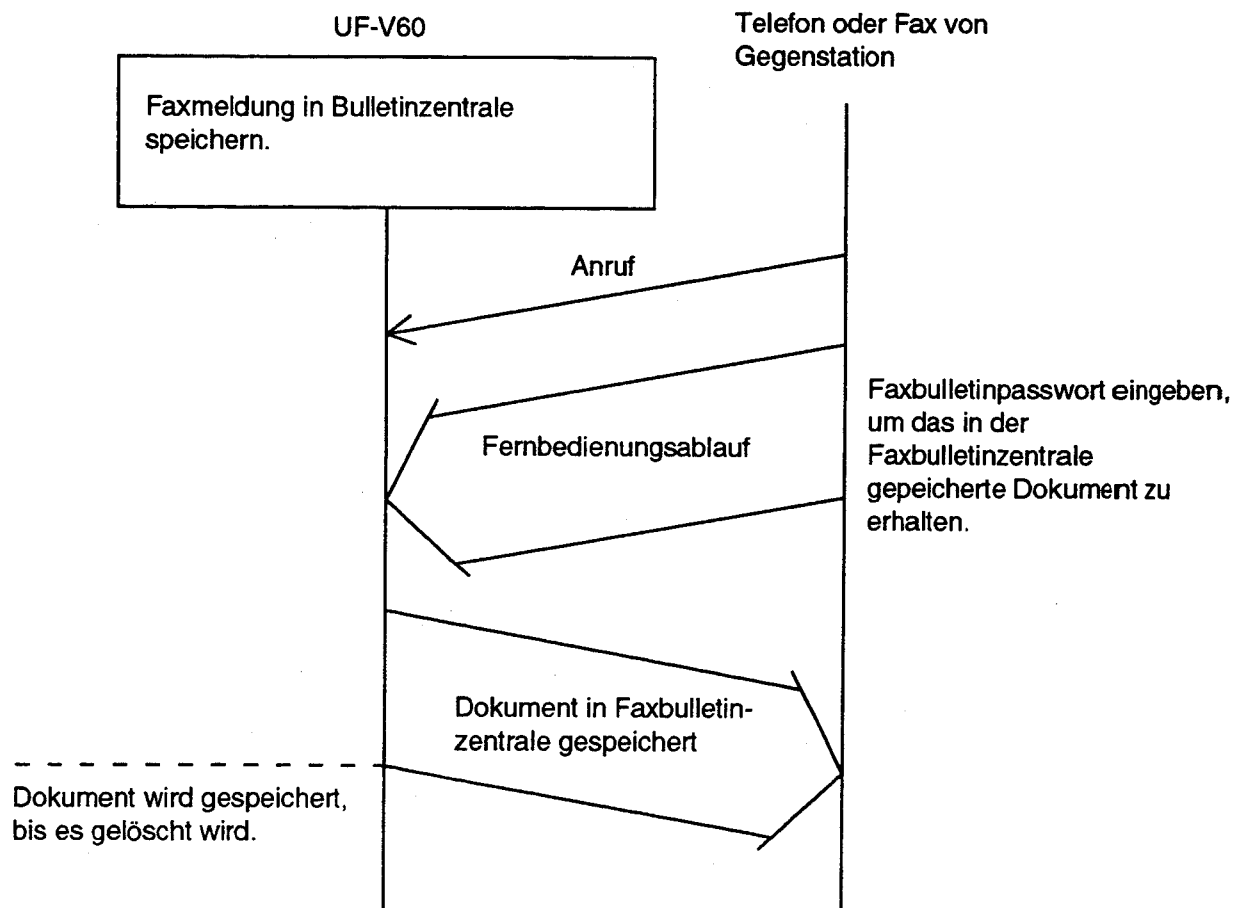 UF-V60
Telefon oder Fax von
Gegenstation
Faxmeldung in Bulletinzentrale
speichern.
Anruf
Faxbulletinpasswort eingeben,
um das in der
Faxbulletinzentrale
gepeicherte Dokument zu
erhalten.
Fernbedienungsablauf
Dokument in Faxbulletin-
zentrale gespeichert
Dokument wird gespeichert,
bis es gelöscht wird.